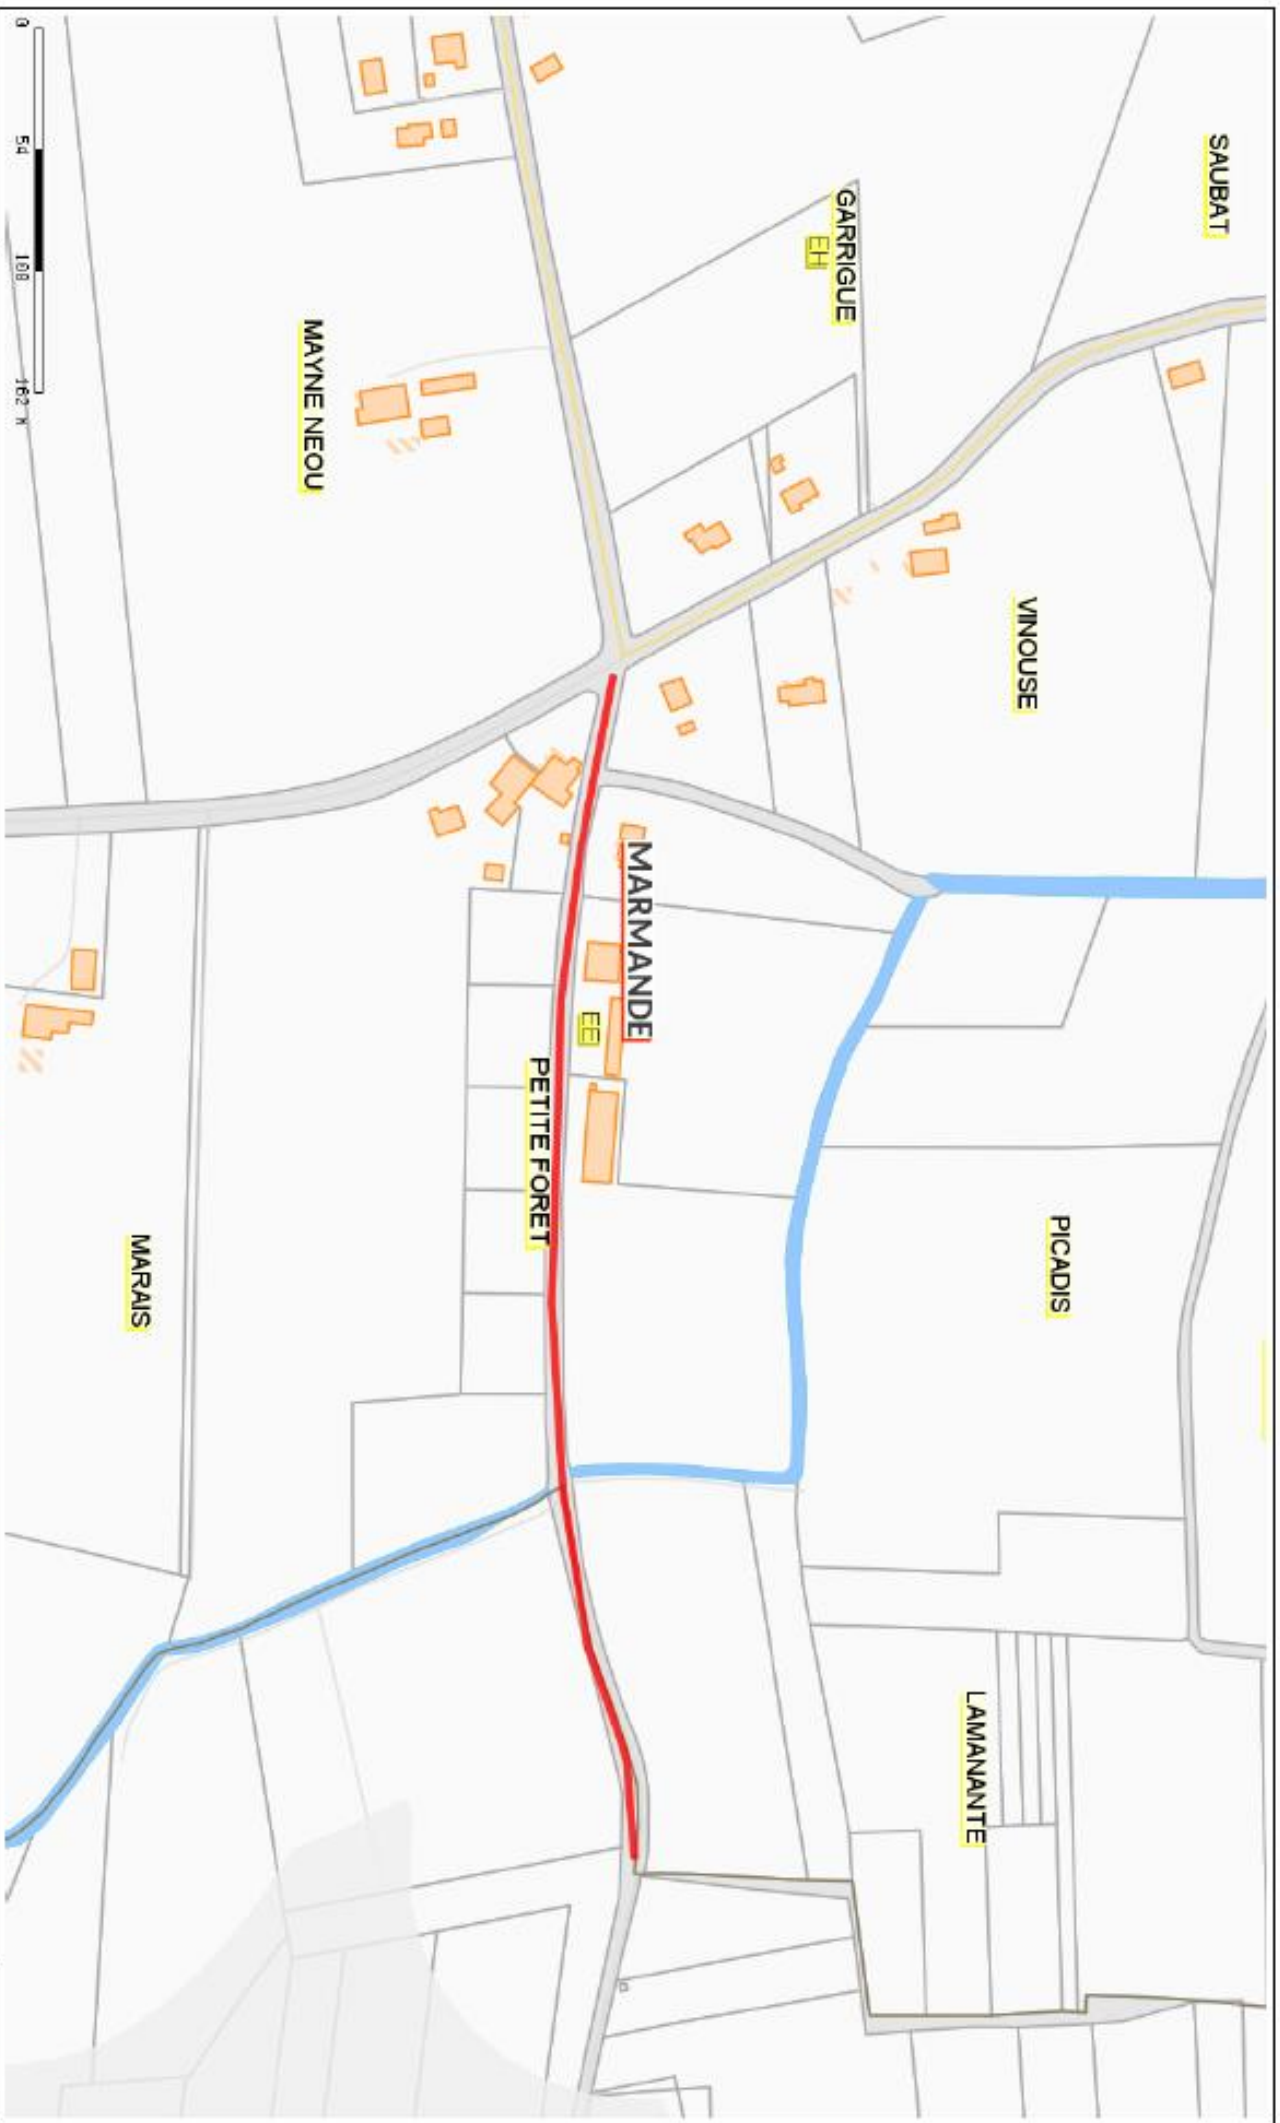 SAUBAT
GARRIGUE
EH
VINOUSE
MAYNE NEOU
MARMANDE
EE
PETITE FORET
PICADIS
MARAIS
LAMANANTE
0 54 108 162 M